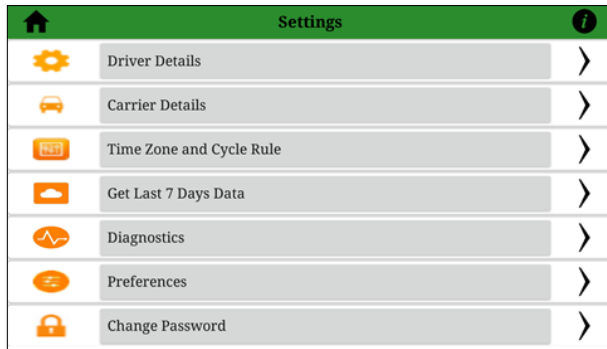 Settings
i
Driver Details
Carrier Details
Time Zone and Cycle Rule
Get Last 7 Days Data
Diagnostics
Preferences
Change Password